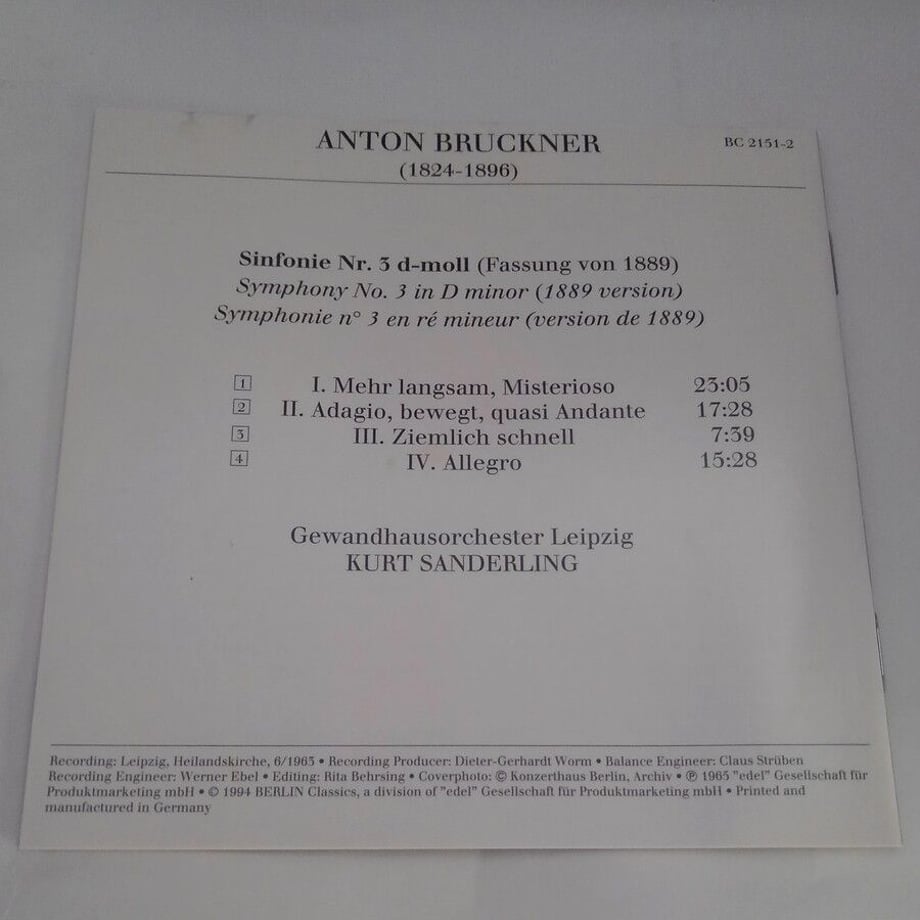 ANTON BRUCKNER
BC 2151-2
(1824-1896)
Sinfonie Nr. 3 d-moll (Fassung von 1889)
Symphony No. 3 in D minor (1889 version)
Symphonie n° 3 en ré mineur (version de 1889)
1 I. Mehr langsam, Misterioso 23:05
2 II. Adagio, bewegt, quasi Andante 17:28
3 III. Ziemlich schnell 7:39
4 IV. Allegro 15:28
Gewandhausorchester Leipzig
KURT SANDERLING
Recording: Leipzig, Heilandskirche, 6/1963 • Recording Producer: Dieter-Gerhardt Worm • Balance Engineer: Claus Strüben
Recording Engineer: Werner Ebel • Editing: Rita Behrsing • Coverphoto: © Konzerthaus Berlin, Archiv • ℗ 1963 "edel" Gesellschaft für
Produktmarketing mbH • © 1994 BERLIN Classics, a division of "edel" Gesellschaft für Produktmarketing mbH • Printed and
manufactured in Germany